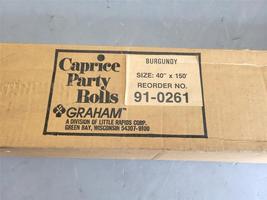 Caprice
Party
Rolls
GRAHAM
A DIVISION OF LITTLE RAPIDS CORP.
GREEN BAY, WISCONSIN 54307-9100
BURGUNDY
SIZE: 40" x 150'
REORDER NO.
91-0261